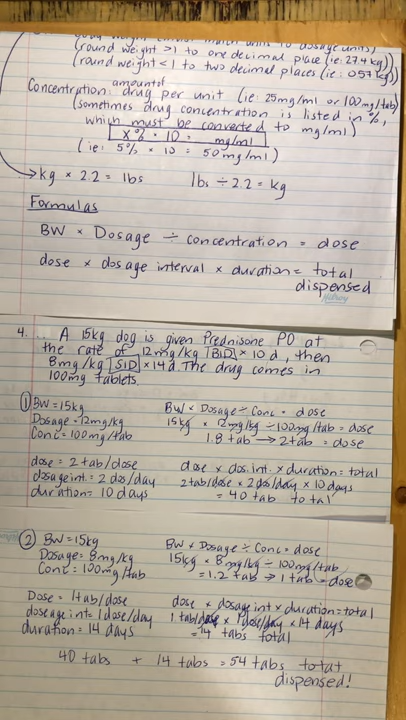 drug weight units to dosage units)
(round weight >1 to one decimal place (ie: 27.4 kg))
(round weight < 1 to two decimal places (ie: 0.57 kg))
amount of
Concentration: drug per unit (ie: 25mg/ml or 100mg/tab)
(sometimes drug concentration is listed in %,
which must be converted to mg/ml)
x% · 10 = mg/ml
(ie: 5% × 10 = 50mg/ml)
→ kg × 2.2 = lbs lbs ÷ 2.2 = kg
Formulas
BW × Dosage ÷ concentration = dose
dose × dosage interval × duration = total
dispensed
Hilroy
4. A 15kg dog is given Prednisone PO at
the rate of 12mg/kg BID × 10 d, then
8mg/kg SID × 14 d. The drug comes in
100mg tablets.
① BW = 15kg BW × Dosage ÷ Conc = dose
Dosage = 12mg/kg 15kg × 12mg/kg ÷ 100mg/tab = dose
Conc = 100mg/tab 1.8 tab → 2 tab = dose
dose = 2 tab/dose dose × dos. int. × duration = total
dosage int = 2 dos/day 2 tab/dose × 2 dos/day × 10 days
duration = 10 days = 40 tab total
② BW = 15kg BW × Dosage ÷ Conc = dose
Dosage = 8mg/kg 15kg × 8mg/kg ÷ 100mg/tab
Conc = 100mg/tab = 1.2 tab → 1 tab = dose
Dose = 1 tab/dose dose × dosage int × duration = total
doseage int = 1 dose/day 1 tab/dose × 1 dose/day × 14 days
duration = 14 days = 14 tabs total
40 tabs + 14 tabs = 54 tabs total
dispensed!